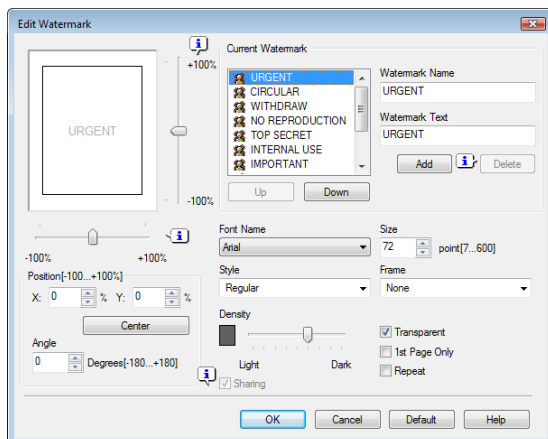 Edit Watermark
URGENT
+100%
-100%
-100%
+100%
Position[-100...+100%]
X: 0 % Y: 0 %
Center
Angle
0 Degrees[-180...+180]
Current Watermark
URGENT
CIRCULAR
WITHDRAW
NO REPRODUCTION
TOP SECRET
INTERNAL USE
IMPORTANT
Up Down
Watermark Name
URGENT
Watermark Text
URGENT
Add Delete
Font Name
Arial
Size
72 point[7...600]
Style
Regular
Frame
None
Density
Light Dark
Sharing
Transparent
1st Page Only
Repeat
OK Cancel Default Help